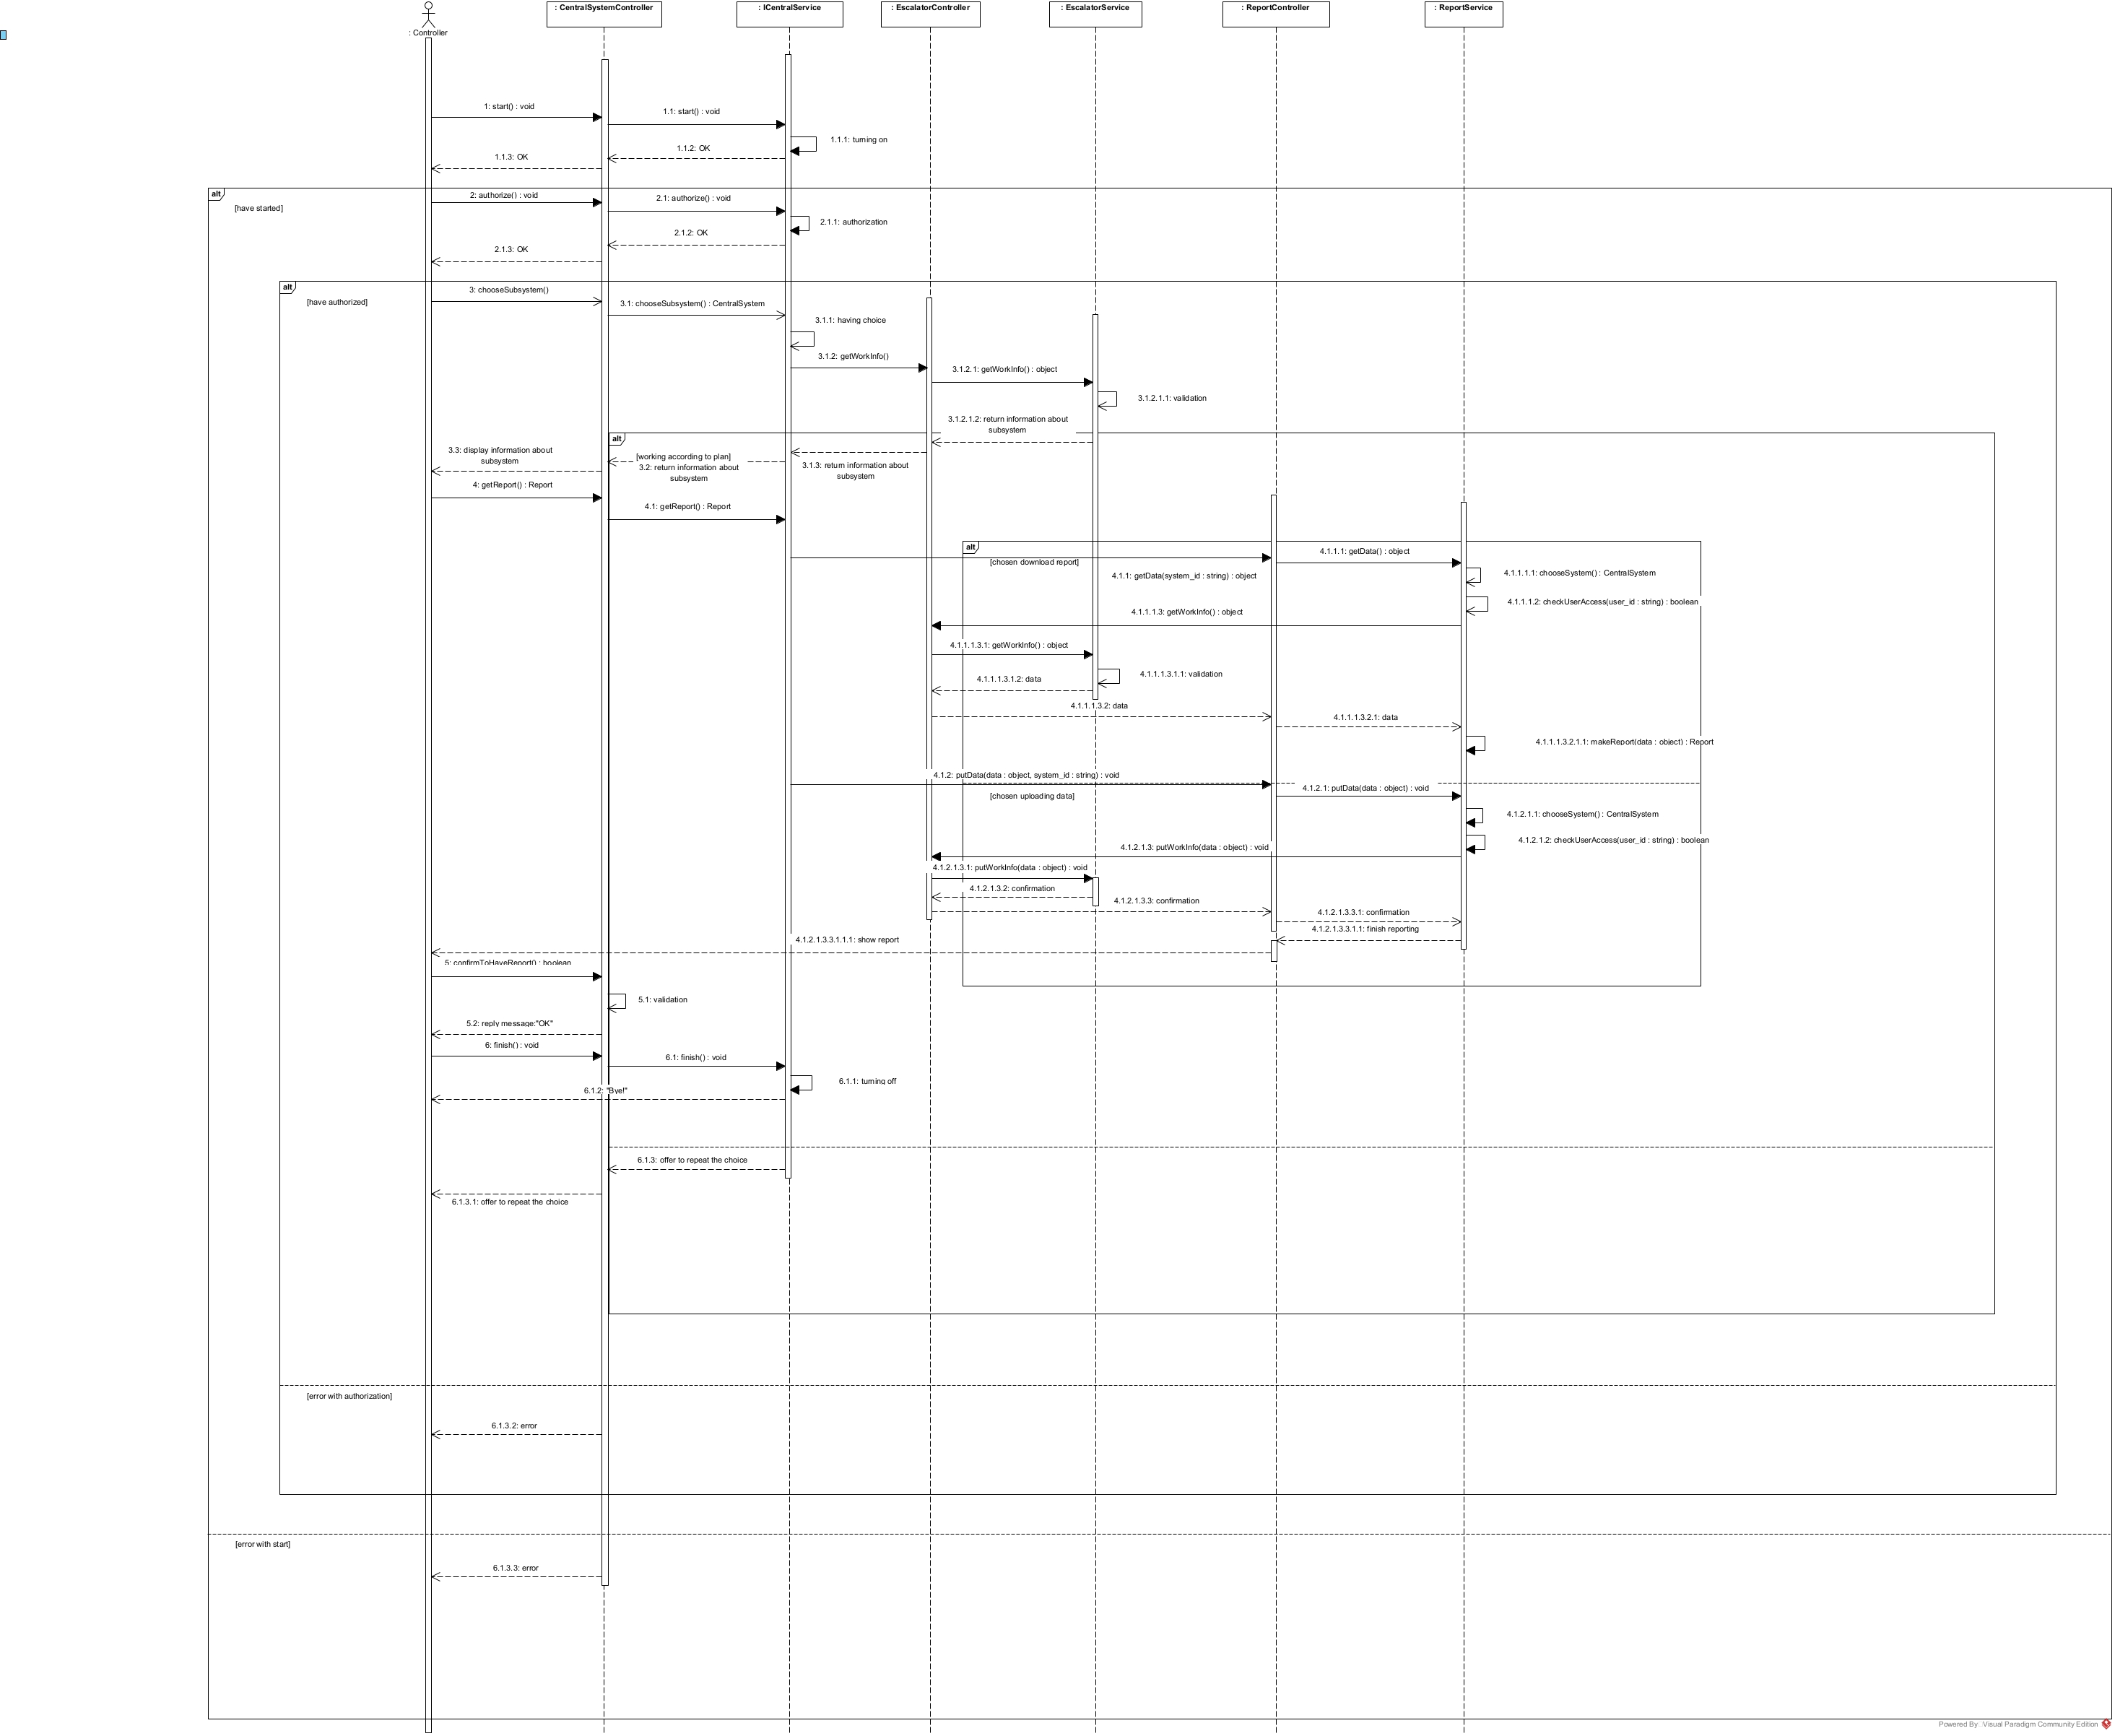 : CentralSystemController
: ICentralService
: EscalatorController
: EscalatorService
: ReportController
: ReportService
: Controller
1: start() : void
1.1: start() : void
1.1.1: turning on
1.1.2: OK
1.1.3: OK
alt
2: authorize() : void
2.1: authorize() : void
[have started]
2.1.1: authorization
2.1.2: OK
2.1.3: OK
alt
3: chooseSubsystem()
[have authorized]
3.1: chooseSubsystem() : CentralSystem
3.1.1: having choice
3.1.2: getWorkInfo()
3.1.2.1: getWorkInfo() : object
3.1.2.1.1: validation
3.1.2.1.2: return information about
subsystem
alt
3.3: display information about
subsystem
[working according to plan]
3.2: return information about
subsystem
3.1.3: return information about
subsystem
4: getReport() : Report
4.1: getReport() : Report
alt
4.1.1.1: getData() : object
[chosen download report]
4.1.1: getData(system_id : string) : object
4.1.1.1.1: chooseSystem() : CentralSystem
4.1.1.1.2: checkUserAccess(user_id : string) : boolean
4.1.1.1.3: getWorkInfo() : object
4.1.1.1.3.1: getWorkInfo() : object
4.1.1.1.3.1.1: validation
4.1.1.1.3.1.2: data
4.1.1.1.3.2: data
4.1.1.1.3.2.1: data
4.1.1.1.3.2.1.1: makeReport(data : object) : Report
4.1.2: putData(data : object, system_id : string) : void
4.1.2.1: putData(data : object) : void
[chosen uploading data]
4.1.2.1.1: chooseSystem() : CentralSystem
4.1.2.1.2: checkUserAccess(user_id : string) : boolean
4.1.2.1.3: putWorkInfo(data : object) : void
4.1.2.1.3.1: putWorkInfo(data : object) : void
4.1.2.1.3.2: confirmation
4.1.2.1.3.3: confirmation
4.1.2.1.3.3.1: confirmation
4.1.2.1.3.3.1.1: finish reporting
4.1.2.1.3.3.1.1.1: show report
5: confirmToHaveReport() : boolean
5.1: validation
5.2: reply message:"OK"
6: finish() : void
6.1: finish() : void
6.1.1: turning off
6.1.2: "Bye!"
6.1.3: offer to repeat the choice
6.1.3.1: offer to repeat the choice
[error with authorization]
6.1.3.2: error
[error with start]
6.1.3.3: error
Powered By Visual Paradigm Community Edition